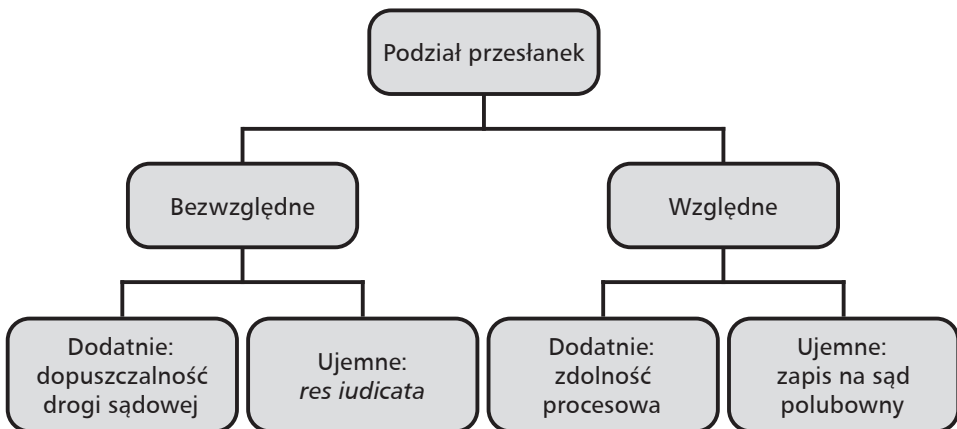 Podział przesłanek
Bezwzględne
Względne
Dodatnie:
dopuszczalność
drogi sądowej
Ujemne:
res iudicata
Dodatnie:
zdolność
procesowa
Ujemne:
zapis na sąd
polubowny